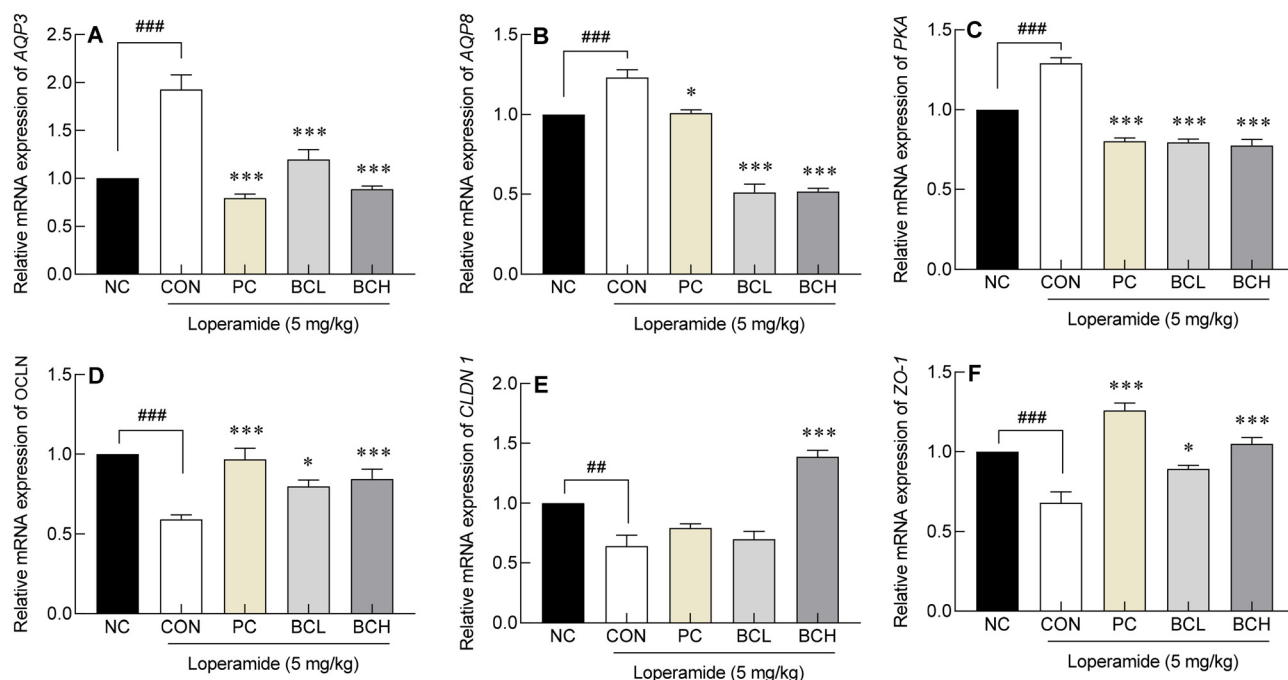 A
Relative mRNA expression of AQP3
2.5
2.0
1.5
1.0
0.5
0.0
###
***
***
***
NC CON PC BCL BCH
Loperamide (5 mg/kg)
B
Relative mRNA expression of AQP8
1.5
1.0
0.5
0.0
###
*
***
***
NC CON PC BCL BCH
Loperamide (5 mg/kg)
C
Relative mRNA expression of PKA
1.5
1.0
0.5
0.0
###
*** *** ***
NC CON PC BCL BCH
Loperamide (5 mg/kg)
D
Relative mRNA expression of OCLN
1.5
1.0
0.5
0.0
###
***
*
***
NC CON PC BCL BCH
Loperamide (5 mg/kg)
E
Relative mRNA expression of CLDN 1
2.0
1.5
1.0
0.5
0.0
##
***
NC CON PC BCL BCH
Loperamide (5 mg/kg)
F
Relative mRNA expression of ZO-1
1.5
1.0
0.5
0.0
###
***
*
***
NC CON PC BCL BCH
Loperamide (5 mg/kg)